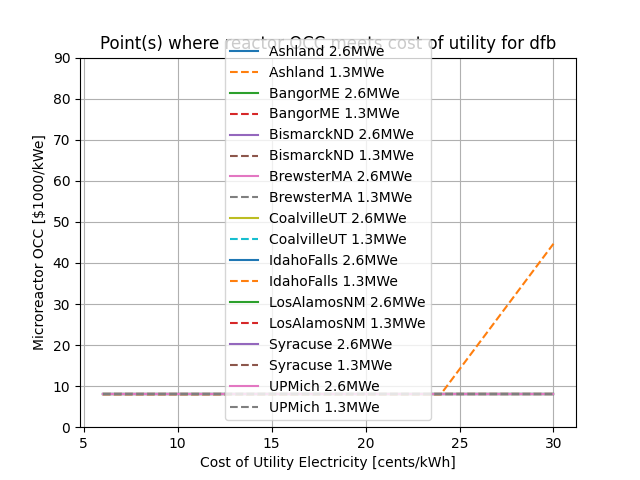 Point(s) where reactor OCC meets cost of utility for dfb
Microreactor OCC [$1000/kWe]
90
80
70
60
50
40
30
20
10
0
Ashland 2.6MWe
Ashland 1.3MWe
BangorME 2.6MWe
BangorME 1.3MWe
BismarckND 2.6MWe
BismarckND 1.3MWe
BrewsterMA 2.6MWe
BrewsterMA 1.3MWe
CoalvilleUT 2.6MWe
CoalvilleUT 1.3MWe
IdahoFalls 2.6MWe
IdahoFalls 1.3MWe
LosAlamosNM 2.6MWe
LosAlamosNM 1.3MWe
Syracuse 2.6MWe
Syracuse 1.3MWe
UPMich 2.6MWe
UPMich 1.3MWe
5 10 15 20 25 30
Cost of Utility Electricity [cents/kWh]